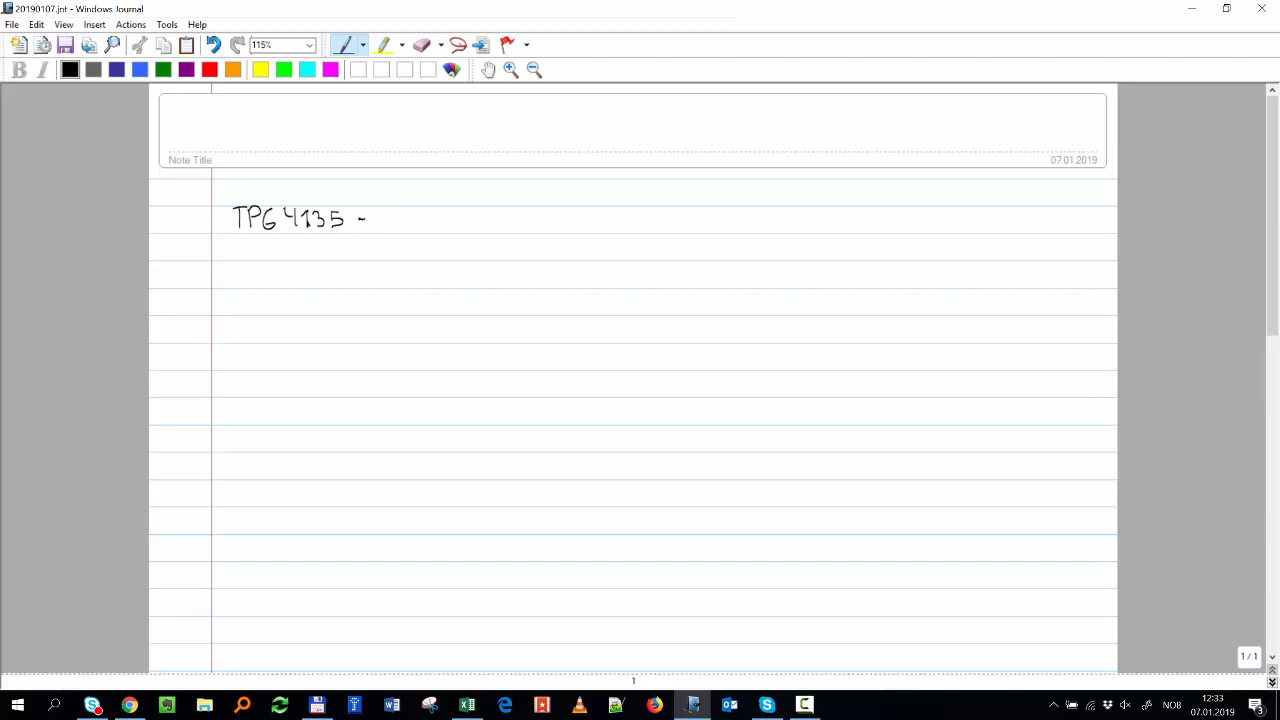 20190107.jnt - Windows Journal
File Edit View Insert Actions Tools Help
115%
B I
Note Title 07.01.2019
TPG 4135 -
1 / 1
1
12:33
NOB
07.01.2019
3